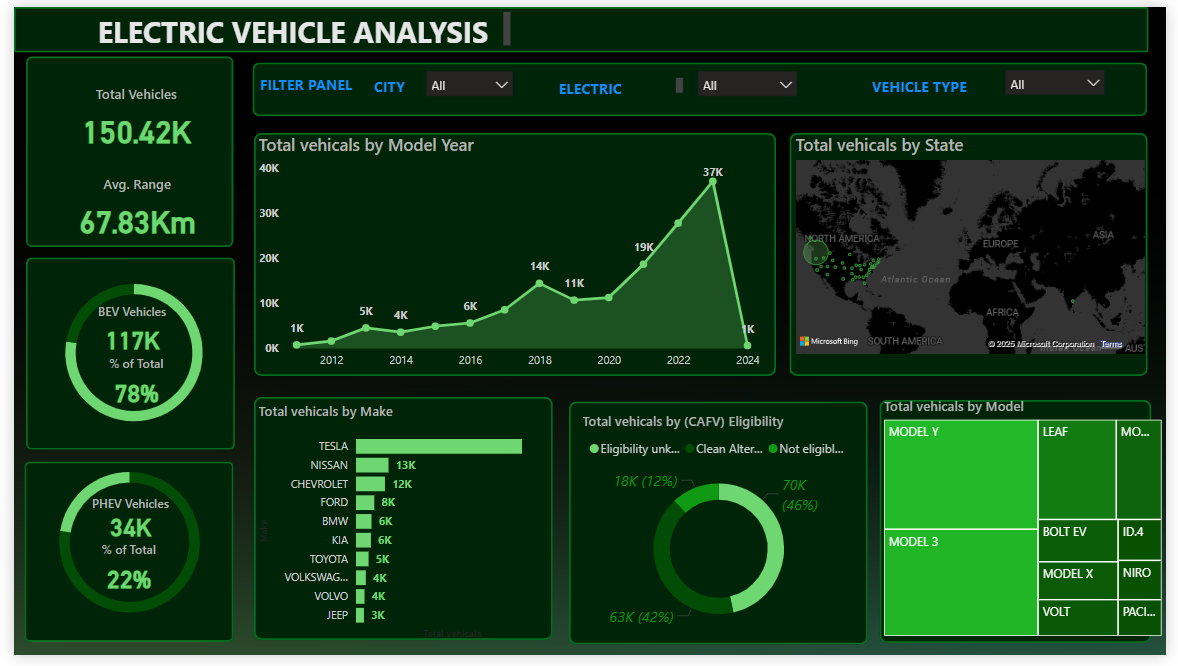 ELECTRIC VEHICLE ANALYSIS
Total Vehicles
150.42K
Avg. Range
67.83Km
FILTER PANEL CITY All ELECTRIC All VEHICLE TYPE All
Total vehicals by Model Year
40K
30K
20K
10K
0K
1K
5K
4K
6K
14K
11K
19K
37K
1K
2012 2014 2016 2018 2020 2022 2024
Total vehicals by State
NORTH AMERICA
EUROPE
ASIA
Atlantic Ocean
AFRICA
SOUTH AMERICA
Microsoft Bing
© 2025 Microsoft Corporation Terms
Indian Ocean
AUS
BEV Vehicles
117K
% of Total
78%
PHEV Vehicles
34K
% of Total
22%
Total vehicals by Make
Make
TESLA
NISSAN 13K
CHEVROLET 12K
FORD 8K
BMW 6K
KIA 6K
TOYOTA 5K
VOLKSWAG... 4K
VOLVO 4K
JEEP 3K
Total vehicals
Total vehicals by (CAFV) Eligibility
Eligibility unk... Clean Alter... Not eligibl...
18K (12%)
70K
(46%)
63K (42%)
Total vehicals by Model
MODEL Y
MODEL 3
LEAF
MO...
BOLT EV
ID.4
MODEL X
NIRO
VOLT
PACI...